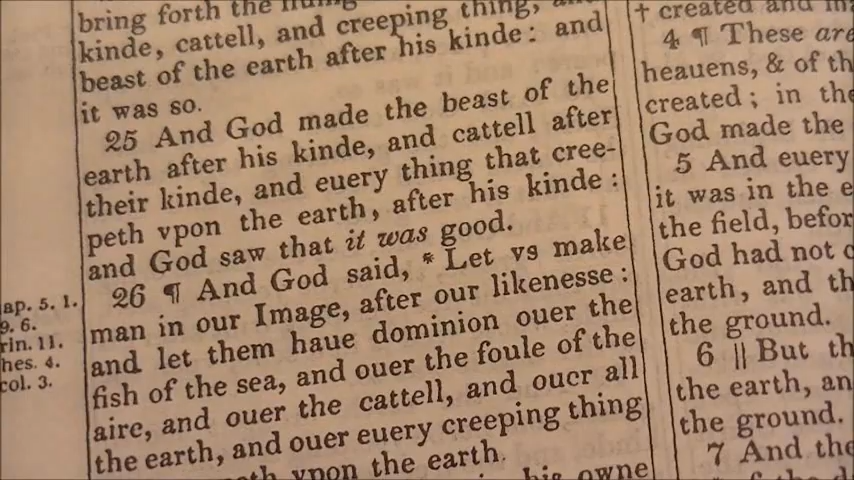 bring forth the
kinde, cattell, and creeping thing, and
beast of the earth after his kinde: and
it was so.
25 And God made the beast of the
earth after his kinde, and cattell after
their kinde, and euery thing that cree-
peth vpon the earth, after his kinde:
and God saw that it was good.
26 ¶ And God said, * Let vs make
man in our Image, after our likenesse:
and let them haue dominion ouer the
fish of the sea, and ouer the foule of the
aire, and ouer the cattell, and oucr all
the earth, and ouer euery creeping thing
vpon the earth.
his owne
ap. 5. 1.
9. 6.
rin. 11.
hes. 4.
col. 3.
† created and
4 ¶ These are
heauens, & of th
created; in the
God made the
5 And euery
it was in the e
the field, befor
God had not c
earth, and th
the ground.
6 || But th
the earth, an
the ground.
7 And the